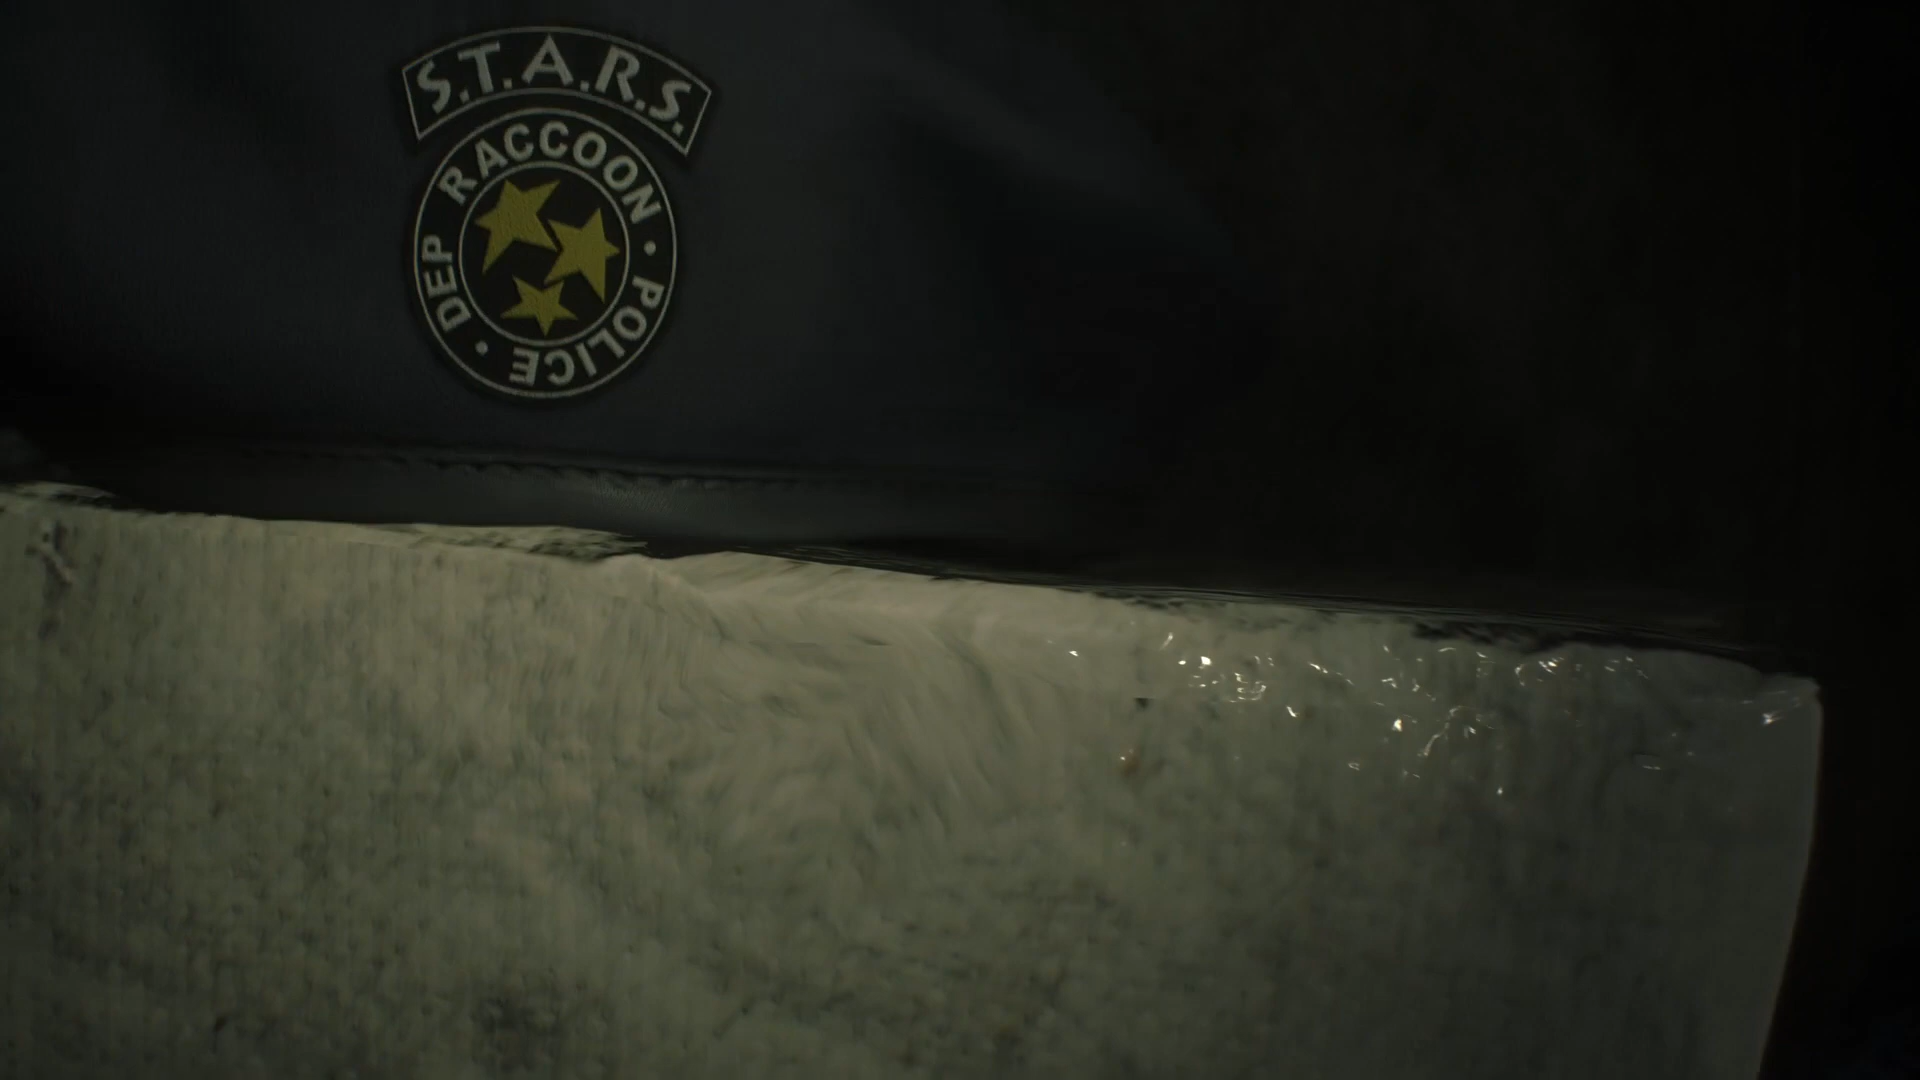 S.T.A.R.S.
RACCOON • POLICE • DEP